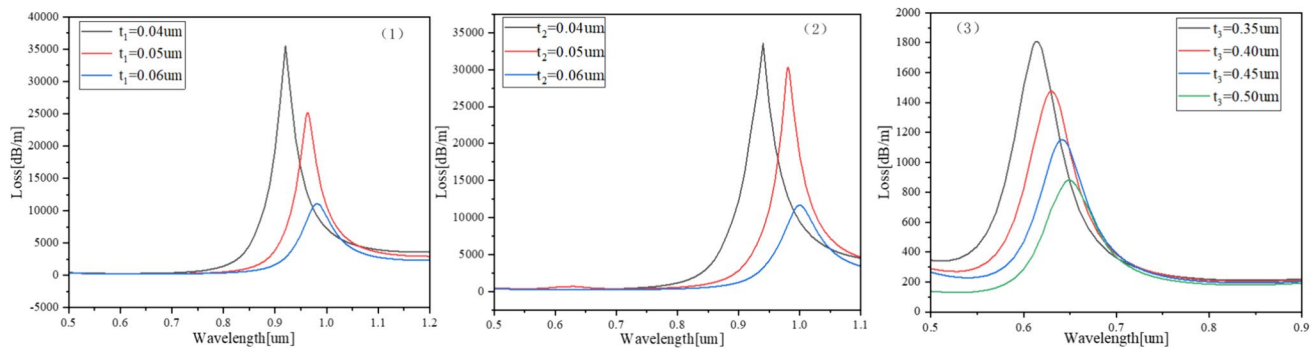 40000
35000
30000
25000
20000
15000
10000
5000
0
-5000
Loss[dB/m]
t₁=0.04um
t₁=0.05um
t₁=0.06um
(1)
0.5 0.6 0.7 0.8 0.9 1.0 1.1 1.2
Wavelength[um]
35000
30000
25000
20000
15000
10000
5000
0
Loss[dB/m]
t₂=0.04um
t₂=0.05um
t₂=0.06um
(2)
0.5 0.6 0.7 0.8 0.9 1.0 1.1
Wavelength[um]
2000
1800
1600
1400
1200
1000
800
600
400
200
0
Loss[dB/m]
(3)
t₃=0.35um
t₃=0.40um
t₃=0.45um
t₃=0.50um
0.5 0.6 0.7 0.8 0.9
Wavelength[um]